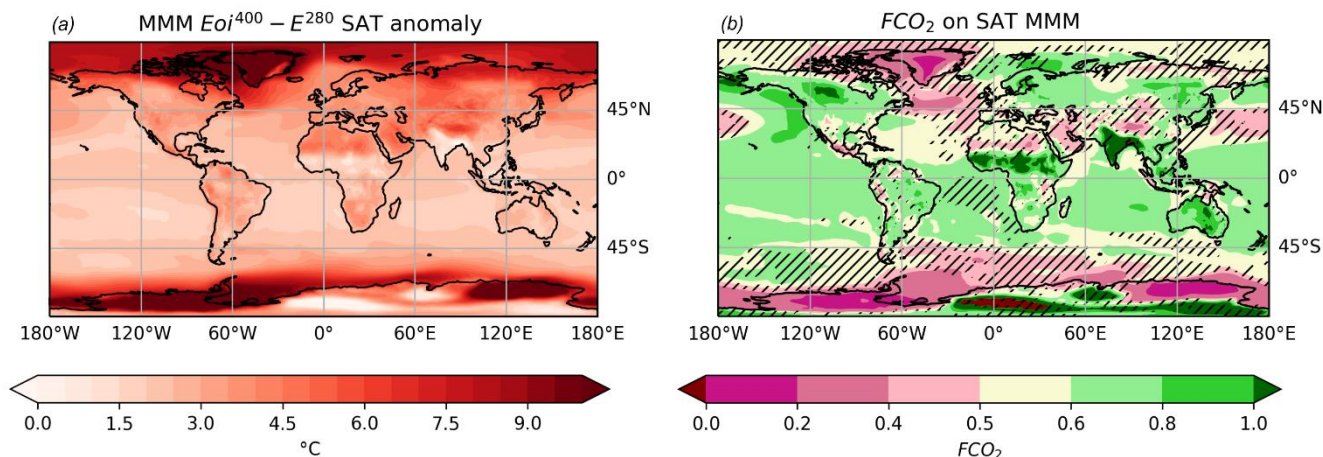 (a) MMM Eoi⁴⁰⁰ − E²⁸⁰ SAT anomaly
45°N
0°
45°S
180°W 120°W 60°W 0° 60°E 120°E 180°E
0.0 1.5 3.0 4.5 6.0 7.5 9.0
°C
(b) FCO₂ on SAT MMM
45°N
0°
45°S
180°W 120°W 60°W 0° 60°E 120°E 180°E
0.0 0.2 0.4 0.5 0.6 0.8 1.0
FCO₂